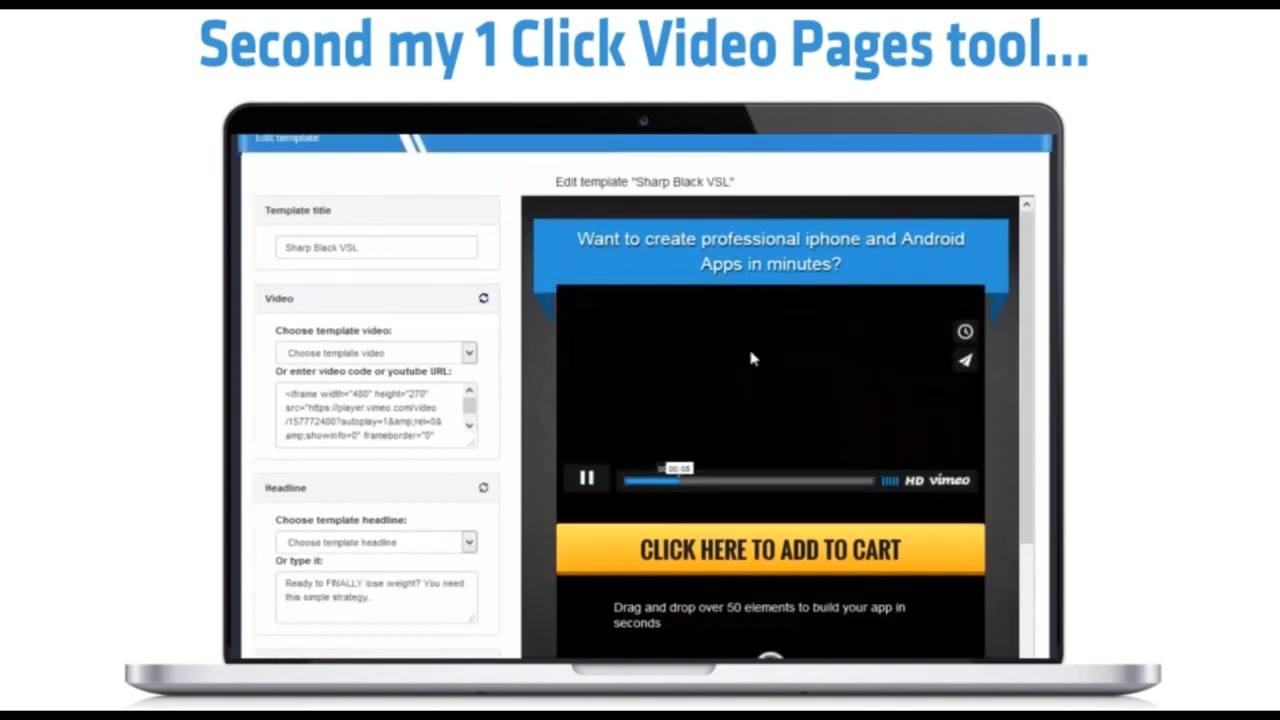 Second my 1 Click Video Pages tool...
Edit template
Edit template "Sharp Black VSL"
Template title
Sharp Black VSL
Video
Choose template video:
Choose template video
Or enter video code or youtube URL:
<iframe width="480" height="270"
src="https://player.vimeo.com/video
/157772480?autoplay=1&amp;rel=0&
amp;showinfo=0" frameborder="0"
Headline
Choose template headline:
Choose template headline
Or type it:
Ready to FINALLY lose weight? You need
this simple strategy..
Want to create professional iphone and Android
Apps in minutes?
HD vimeo
CLICK HERE TO ADD TO CART
Drag and drop over 50 elements to build your app in
seconds